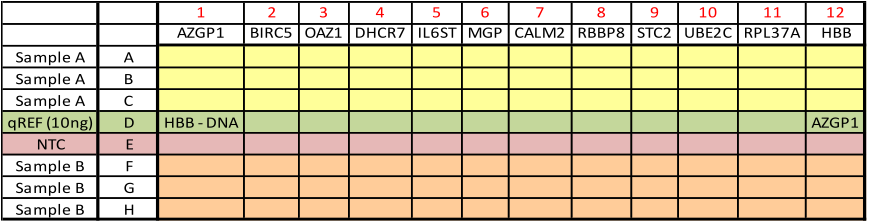 1 2 3 4 5 6 7 8 9 10 11 12
AZGP1 BIRC5 OAZ1 DHCR7 IL6ST MGP CALM2 RBBP8 STC2 UBE2C RPL37A HBB
Sample A A
Sample A B
Sample A C
qREF (10ng) D HBB - DNA AZGP1
NTC E
Sample B F
Sample B G
Sample B H